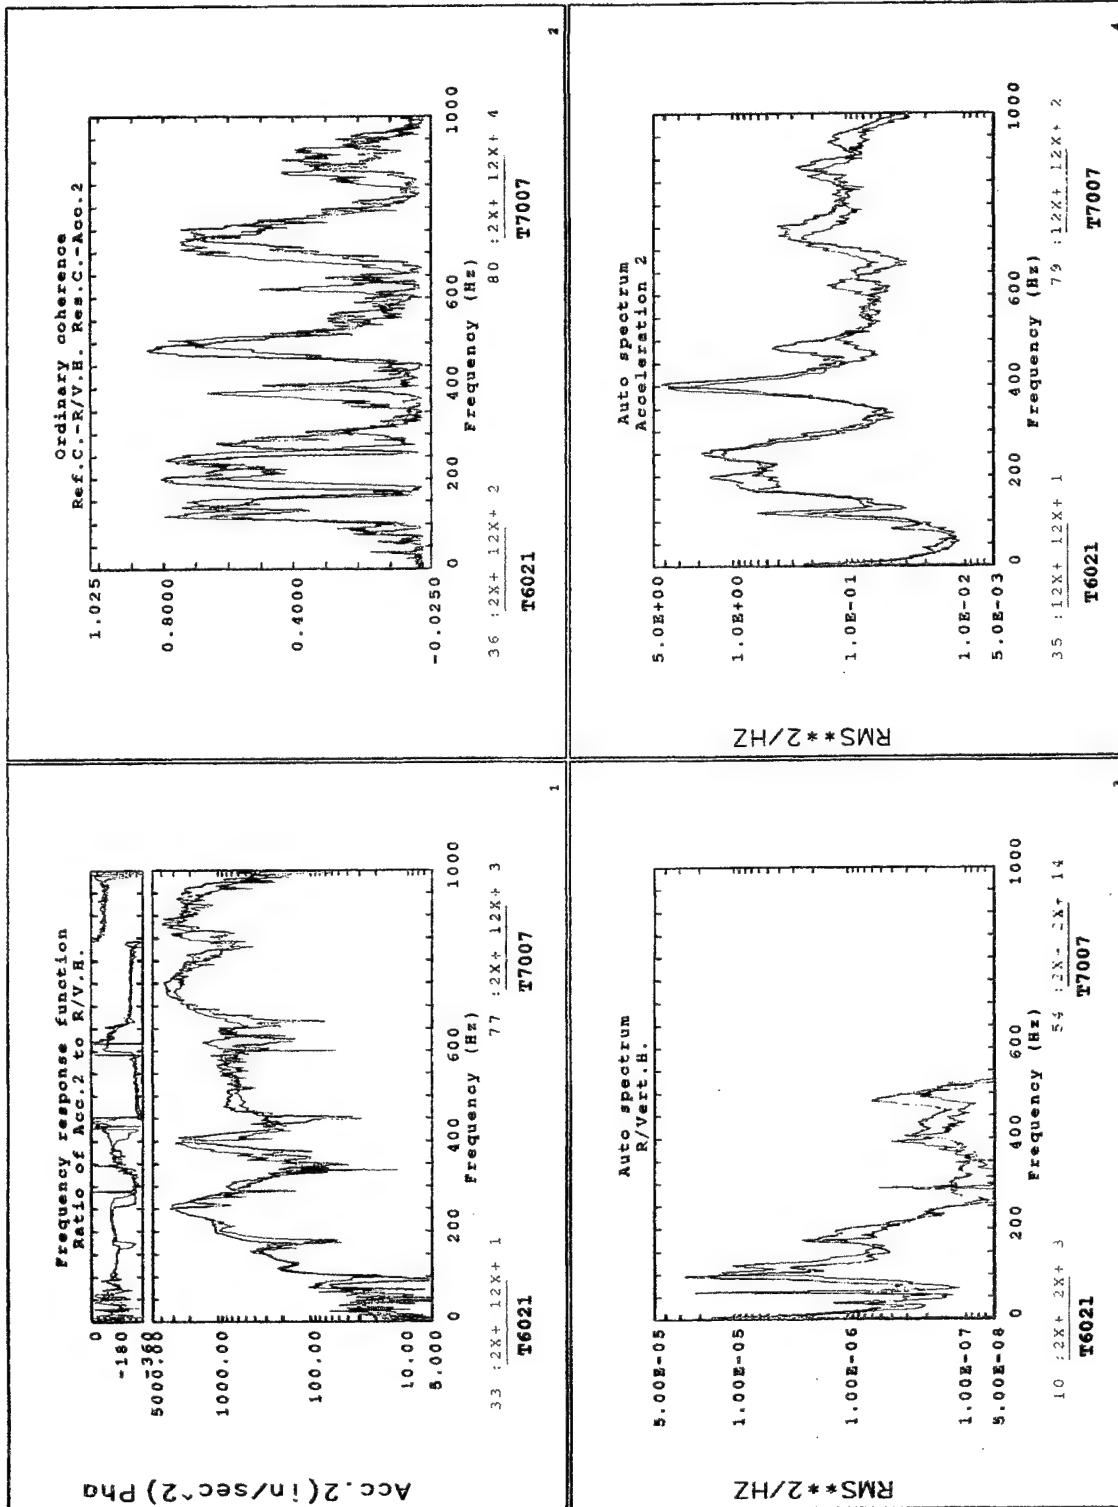 Frequency response function
Ratio of Acc.2 to R/V.H.
0
-180
-360
5000.00
1000.00
100.00
10.00
5.000
Acc.2(in/sec^2) Pha
0 200 400 600 1000
Frequency (Hz)
33 :2X+ 12X+ 1
77 :2X+ 12X+ 3
T6021
T7007
1
Ordinary coherence
Ref.C.-R/V.H. Res.C.-Acc.2
1.025
0.8000
0.4000
-0.0250
0 200 400 600 1000
Frequency (Hz)
36 :2X+ 12X+ 2
80 :2X+ 12X+ 4
T6021
T7007
2
Auto spectrum
R/Vert.H.
5.00E-05
1.00E-05
1.00E-06
1.00E-07
5.00E-08
RMS**2/HZ
0 200 400 600 1000
Frequency (Hz)
10 :2X+ 2X+ 3
54 :2X+ 2X+ 14
T6021
T7007
3
Auto spectrum
Acceleration 2
5.0E+00
1.0E+00
1.0E-01
1.0E-02
5.0E-03
RMS**2/HZ
0 200 400 600 1000
Frequency (Hz)
35 :12X+ 12X+ 1
79 :12X+ 12X+ 2
T6021
T7007
4